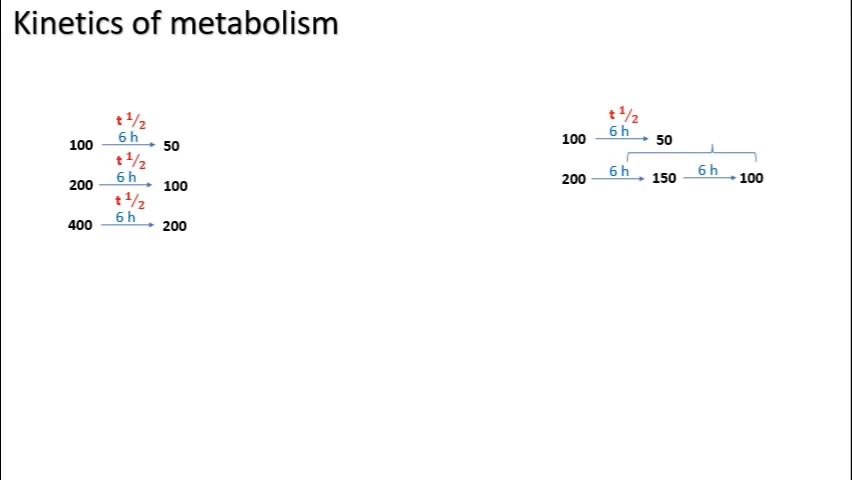 Kinetics of metabolism
t 1/2
6 h
100 50
t 1/2
6 h
200 100
t 1/2
6 h
400 200
t 1/2
6 h
100 50
6 h 6 h
200 150 100